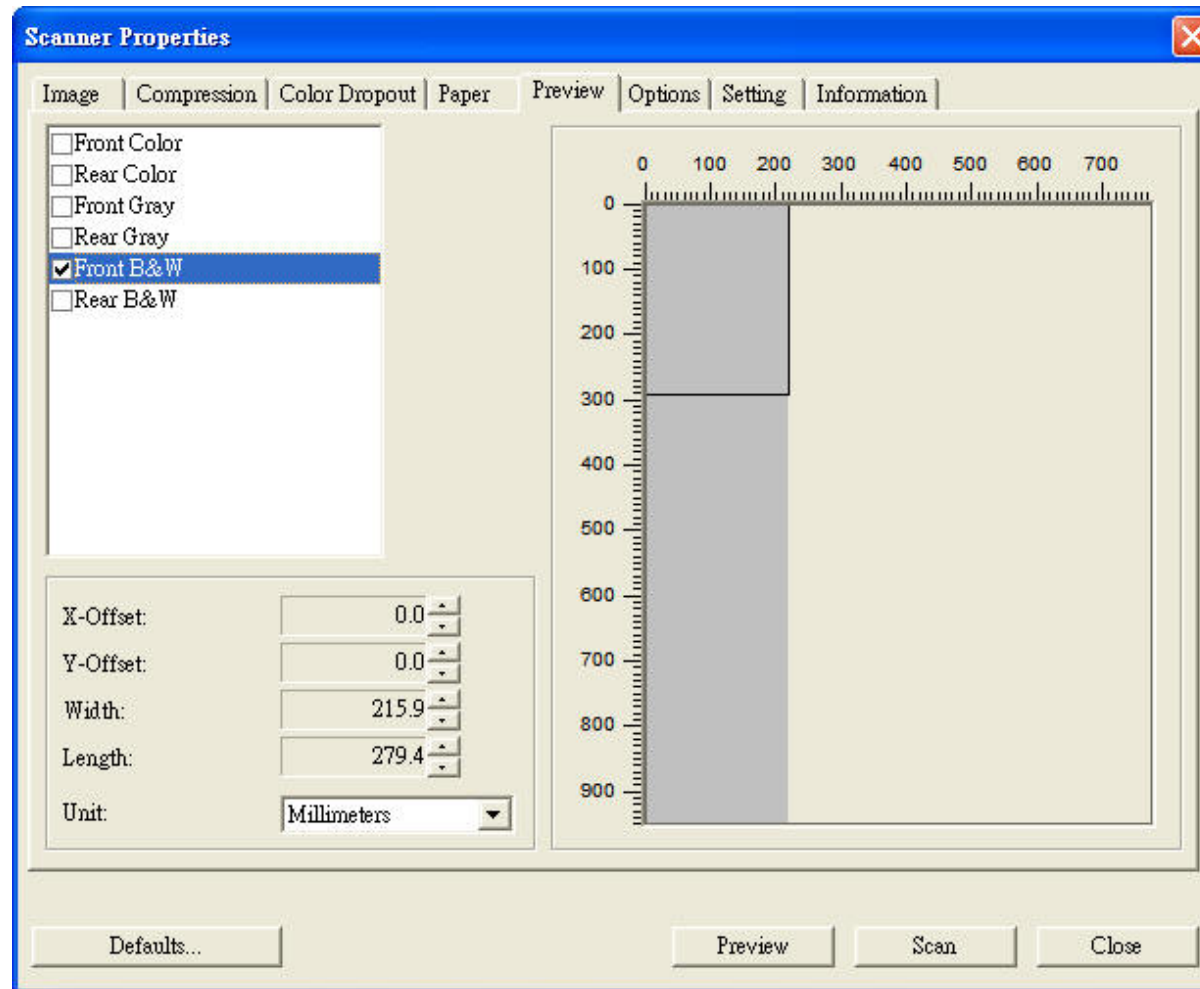 Scanner Properties
Image Compression Color Dropout Paper Preview Options Setting Information
Front Color
Rear Color
Front Gray
Rear Gray
Front B&W
Rear B&W
X-Offset: 0.0
Y-Offset: 0.0
Width: 215.9
Length: 279.4
Unit: Millimeters
0 100 200 300 400 500 600 700
0
100
200
300
400
500
600
700
800
900
Defaults... Preview Scan Close